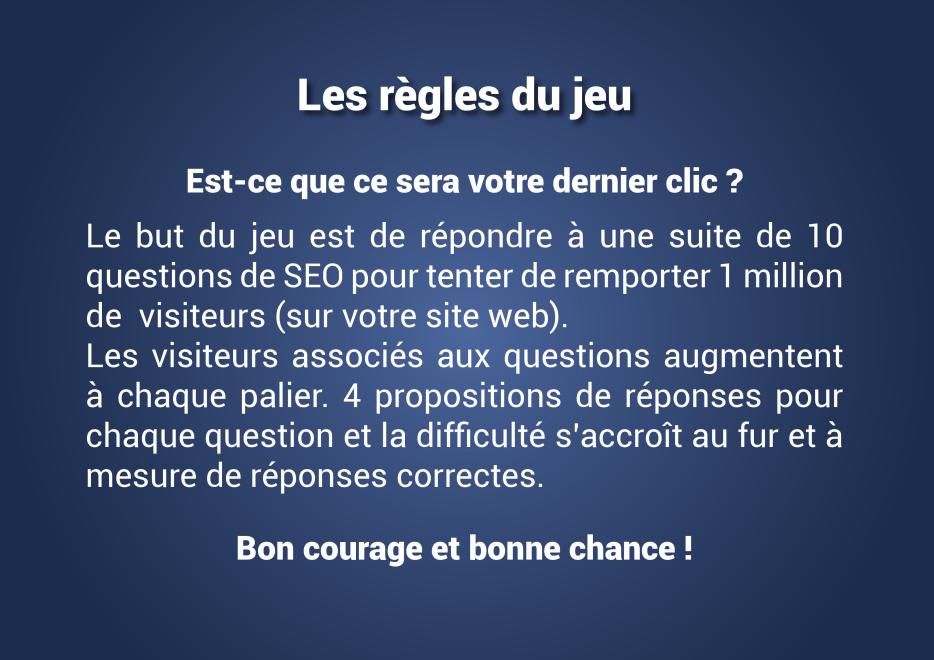 Les règles du jeu
Est-ce que ce sera votre dernier clic ?
Le but du jeu est de répondre à une suite de 10
questions de SEO pour tenter de remporter 1 million
de  visiteurs (sur votre site web).
Les visiteurs associés aux questions augmentent
à chaque palier. 4 propositions de réponses pour
chaque question et la difficulté s'accroît au fur et à
mesure de réponses correctes.
Bon courage et bonne chance !